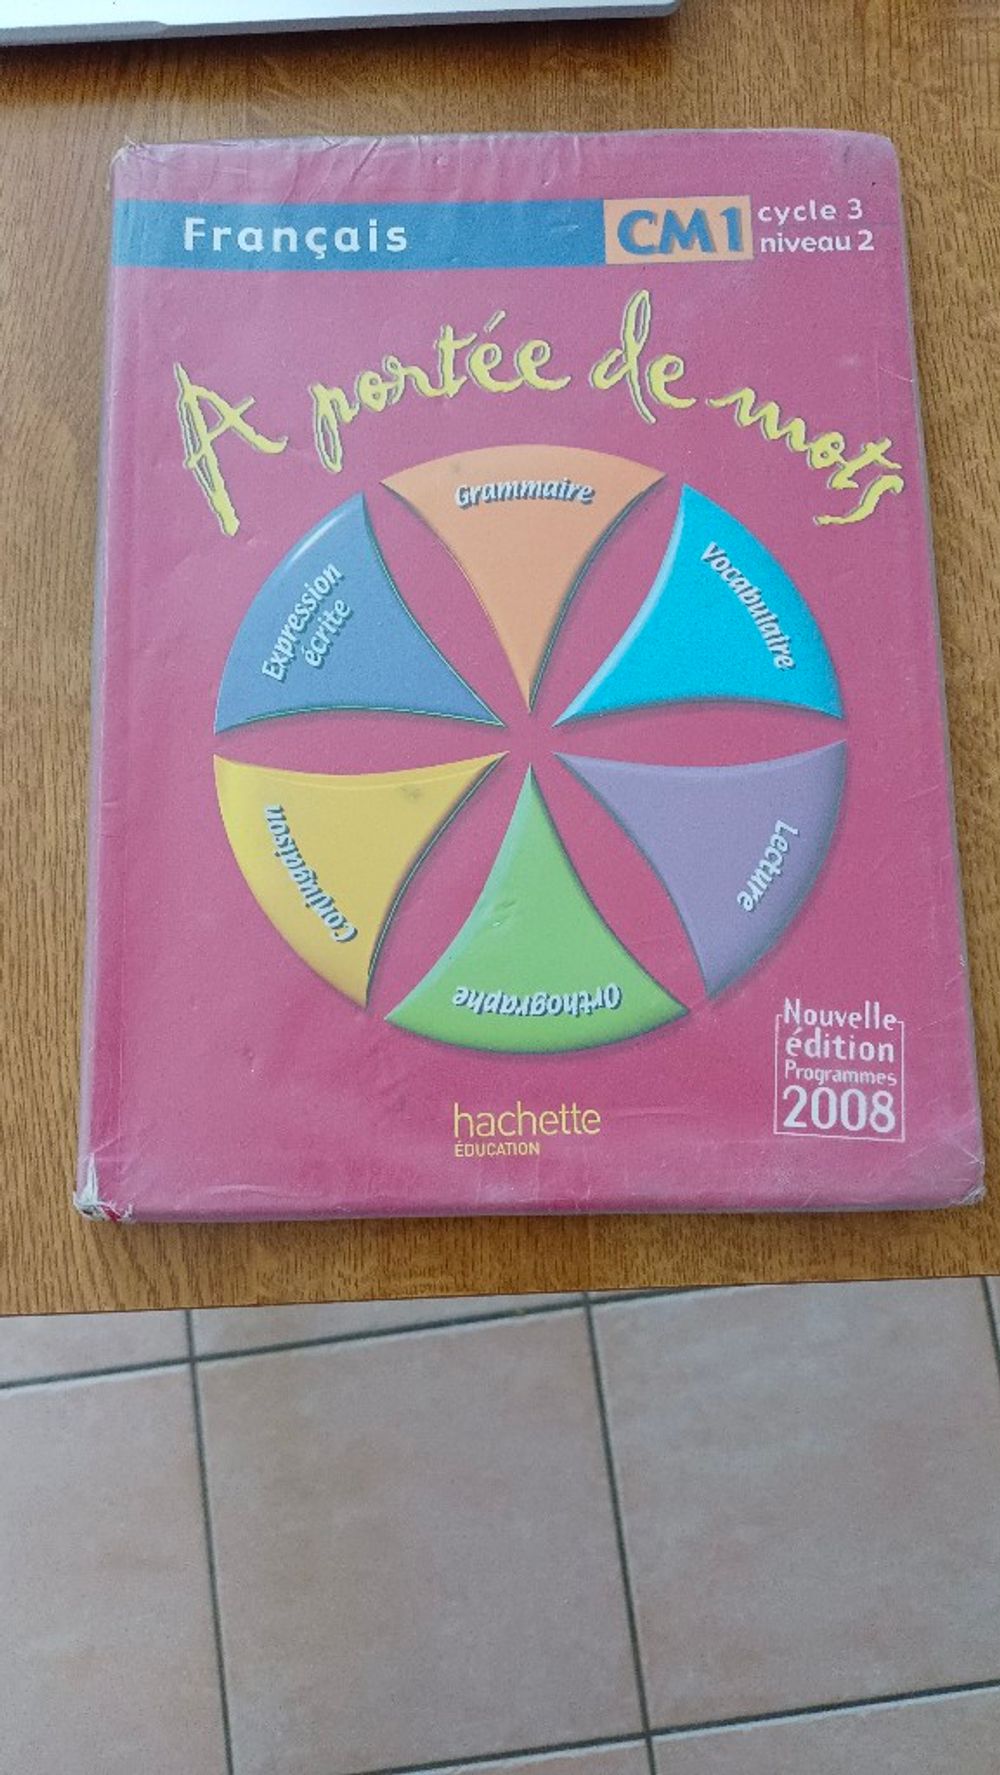 Français
CM1
cycle 3
niveau 2
A portée de mots
Grammaire
Vocabulaire
Expression
écrite
Lecture
Conjugaison
Orthographe
Nouvelle
édition
Programmes
2008
hachette
ÉDUCATION